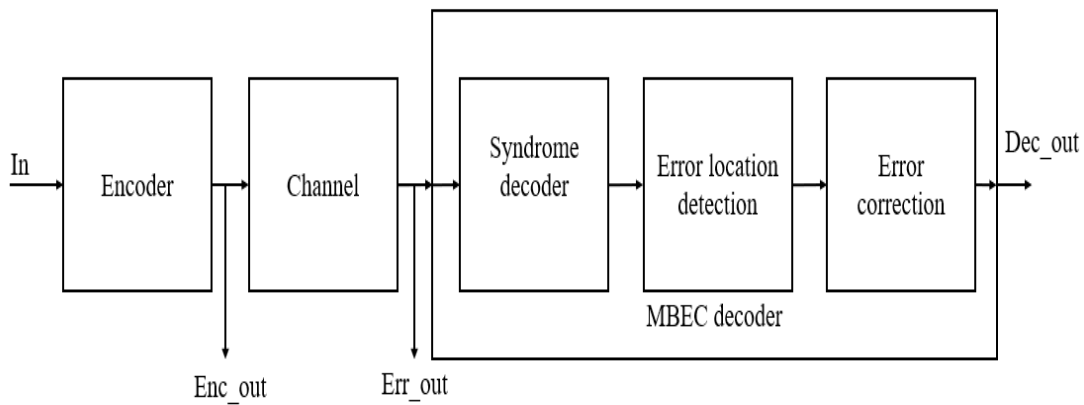 In
Encoder
Channel
Syndrome
decoder
Error location
detection
Error
correction
Dec_out
MBEC decoder
Enc_out
Err_out